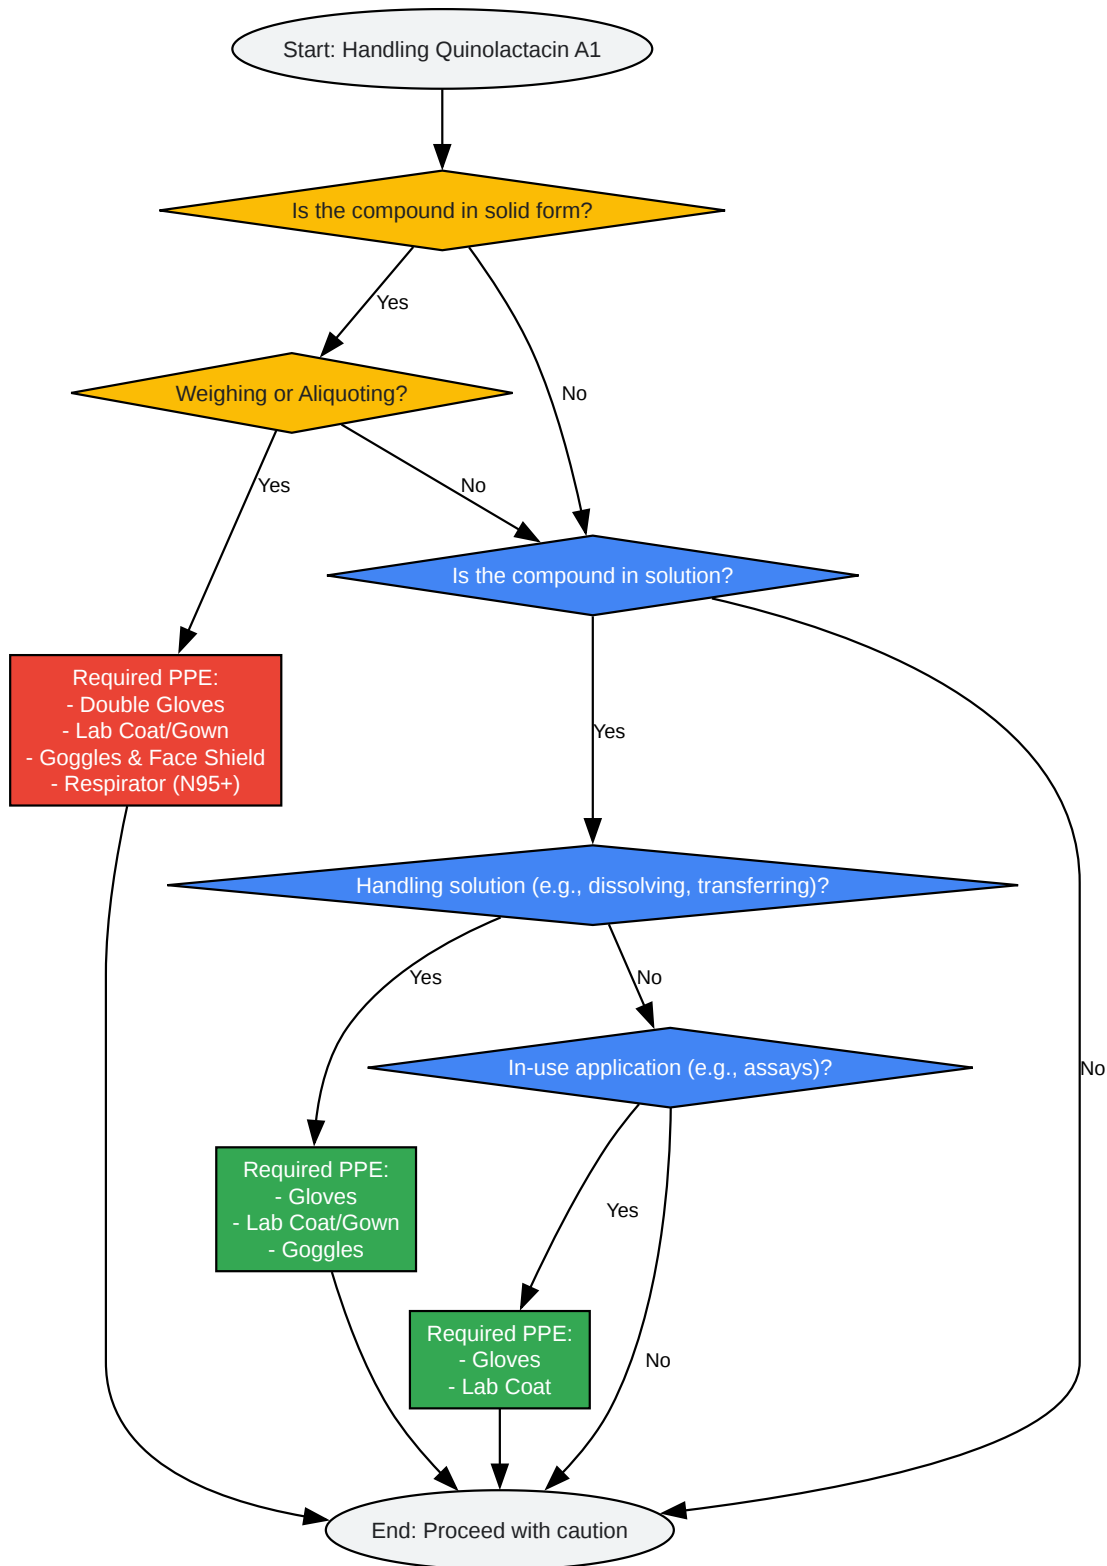 Start: Handling Quinolactacin A1
Is the compound in solid form?
Yes
No
Weighing or Aliquoting?
Yes
No
Is the compound in solution?
Yes
No
Required PPE:
- Double Gloves
- Lab Coat/Gown
- Goggles & Face Shield
- Respirator (N95+)
Handling solution (e.g., dissolving, transferring)?
Yes
No
In-use application (e.g., assays)?
Yes
No
Required PPE:
- Gloves
- Lab Coat/Gown
- Goggles
Required PPE:
- Gloves
- Lab Coat
End: Proceed with caution